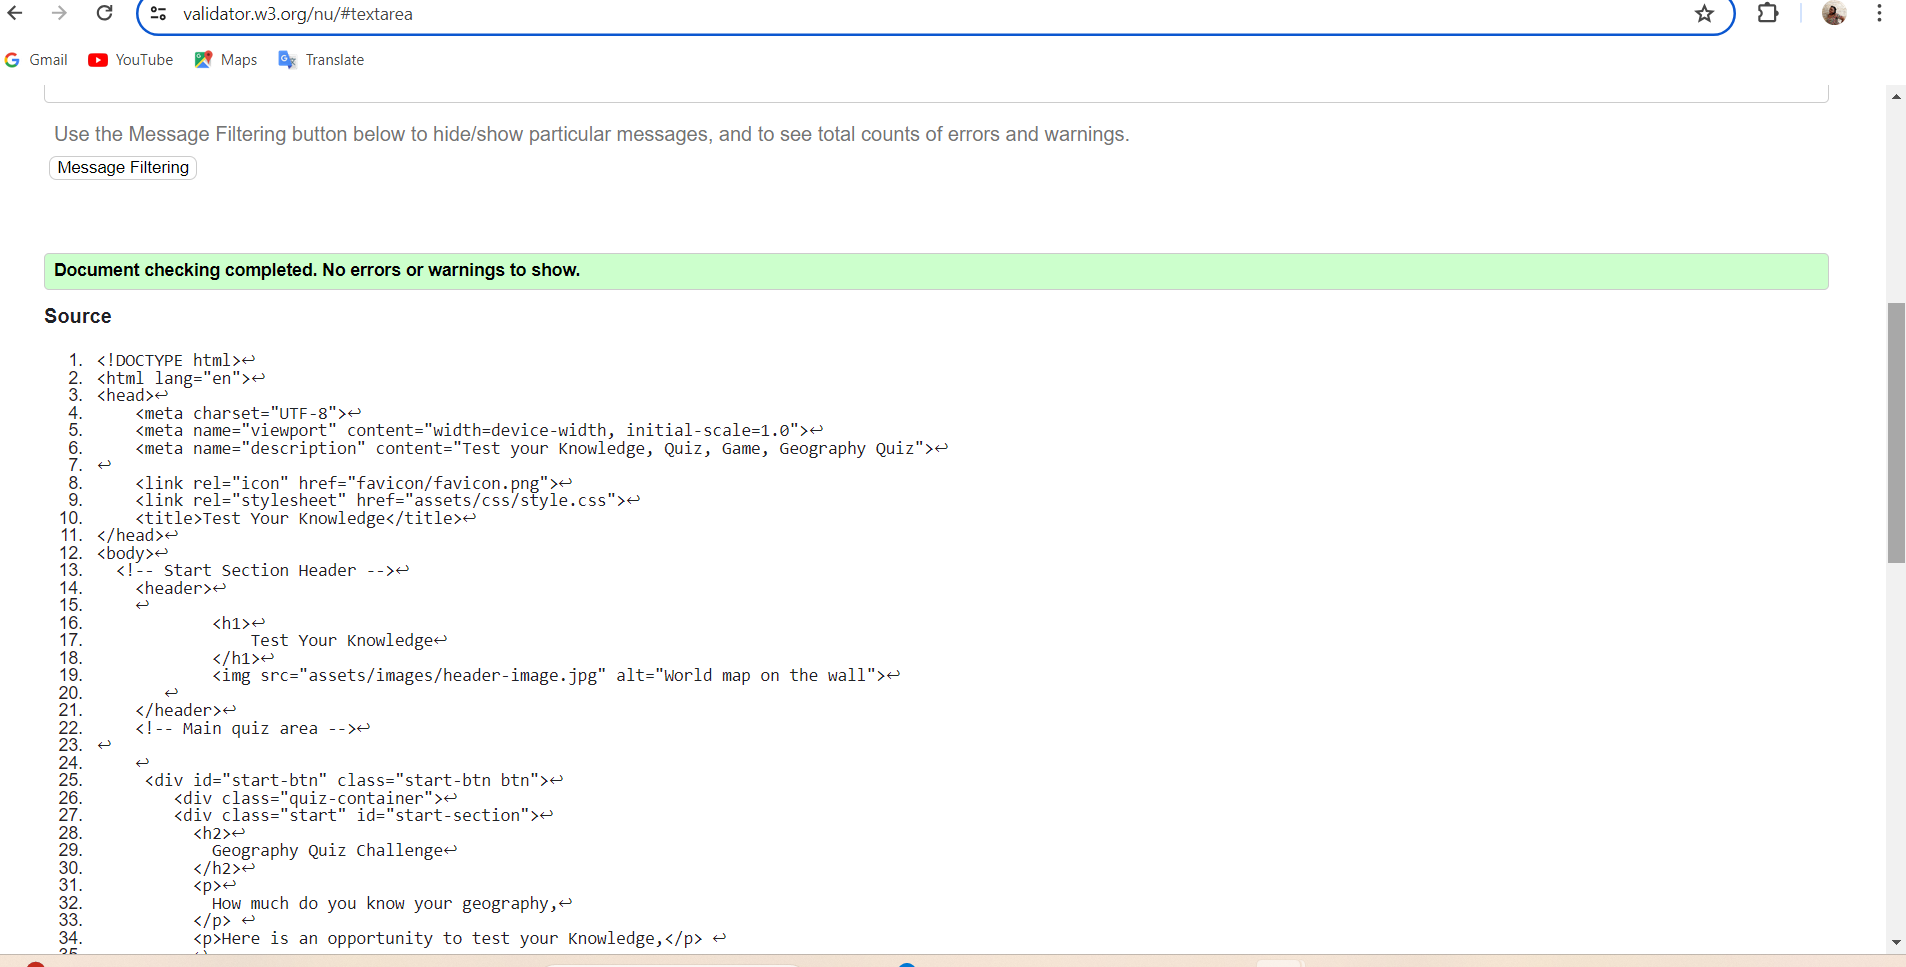 validator.w3.org/nu/#textarea
Gmail YouTube Maps Translate
Use the Message Filtering button below to hide/show particular messages, and to see total counts of errors and warnings.
Message Filtering
Document checking completed. No errors or warnings to show.
Source
1. <!DOCTYPE html>↩
2. <html lang="en">↩
3. <head>↩
4. <meta charset="UTF-8">↩
5. <meta name="viewport" content="width=device-width, initial-scale=1.0">↩
6. <meta name="description" content="Test your Knowledge, Quiz, Game, Geography Quiz">↩
7. ↩
8. <link rel="icon" href="favicon/favicon.png">↩
9. <link rel="stylesheet" href="assets/css/style.css">↩
10. <title>Test Your Knowledge</title>↩
11. </head>↩
12. <body>↩
13. <!-- Start Section Header -->↩
14. <header>↩
15. ↩
16. <h1>↩
17. Test Your Knowledge↩
18. </h1>↩
19. <img src="assets/images/header-image.jpg" alt="World map on the wall">↩
20. ↩
21. </header>↩
22. <!-- Main quiz area -->↩
23. ↩
24. ↩
25. <div id="start-btn" class="start-btn btn">↩
26. <div class="quiz-container">↩
27. <div class="start" id="start-section">↩
28. <h2>↩
29. Geography Quiz Challenge↩
30. </h2>↩
31. <p>↩
32. How much do you know your geography,↩
33. </p> ↩
34. <p>Here is an opportunity to test your Knowledge,</p> ↩